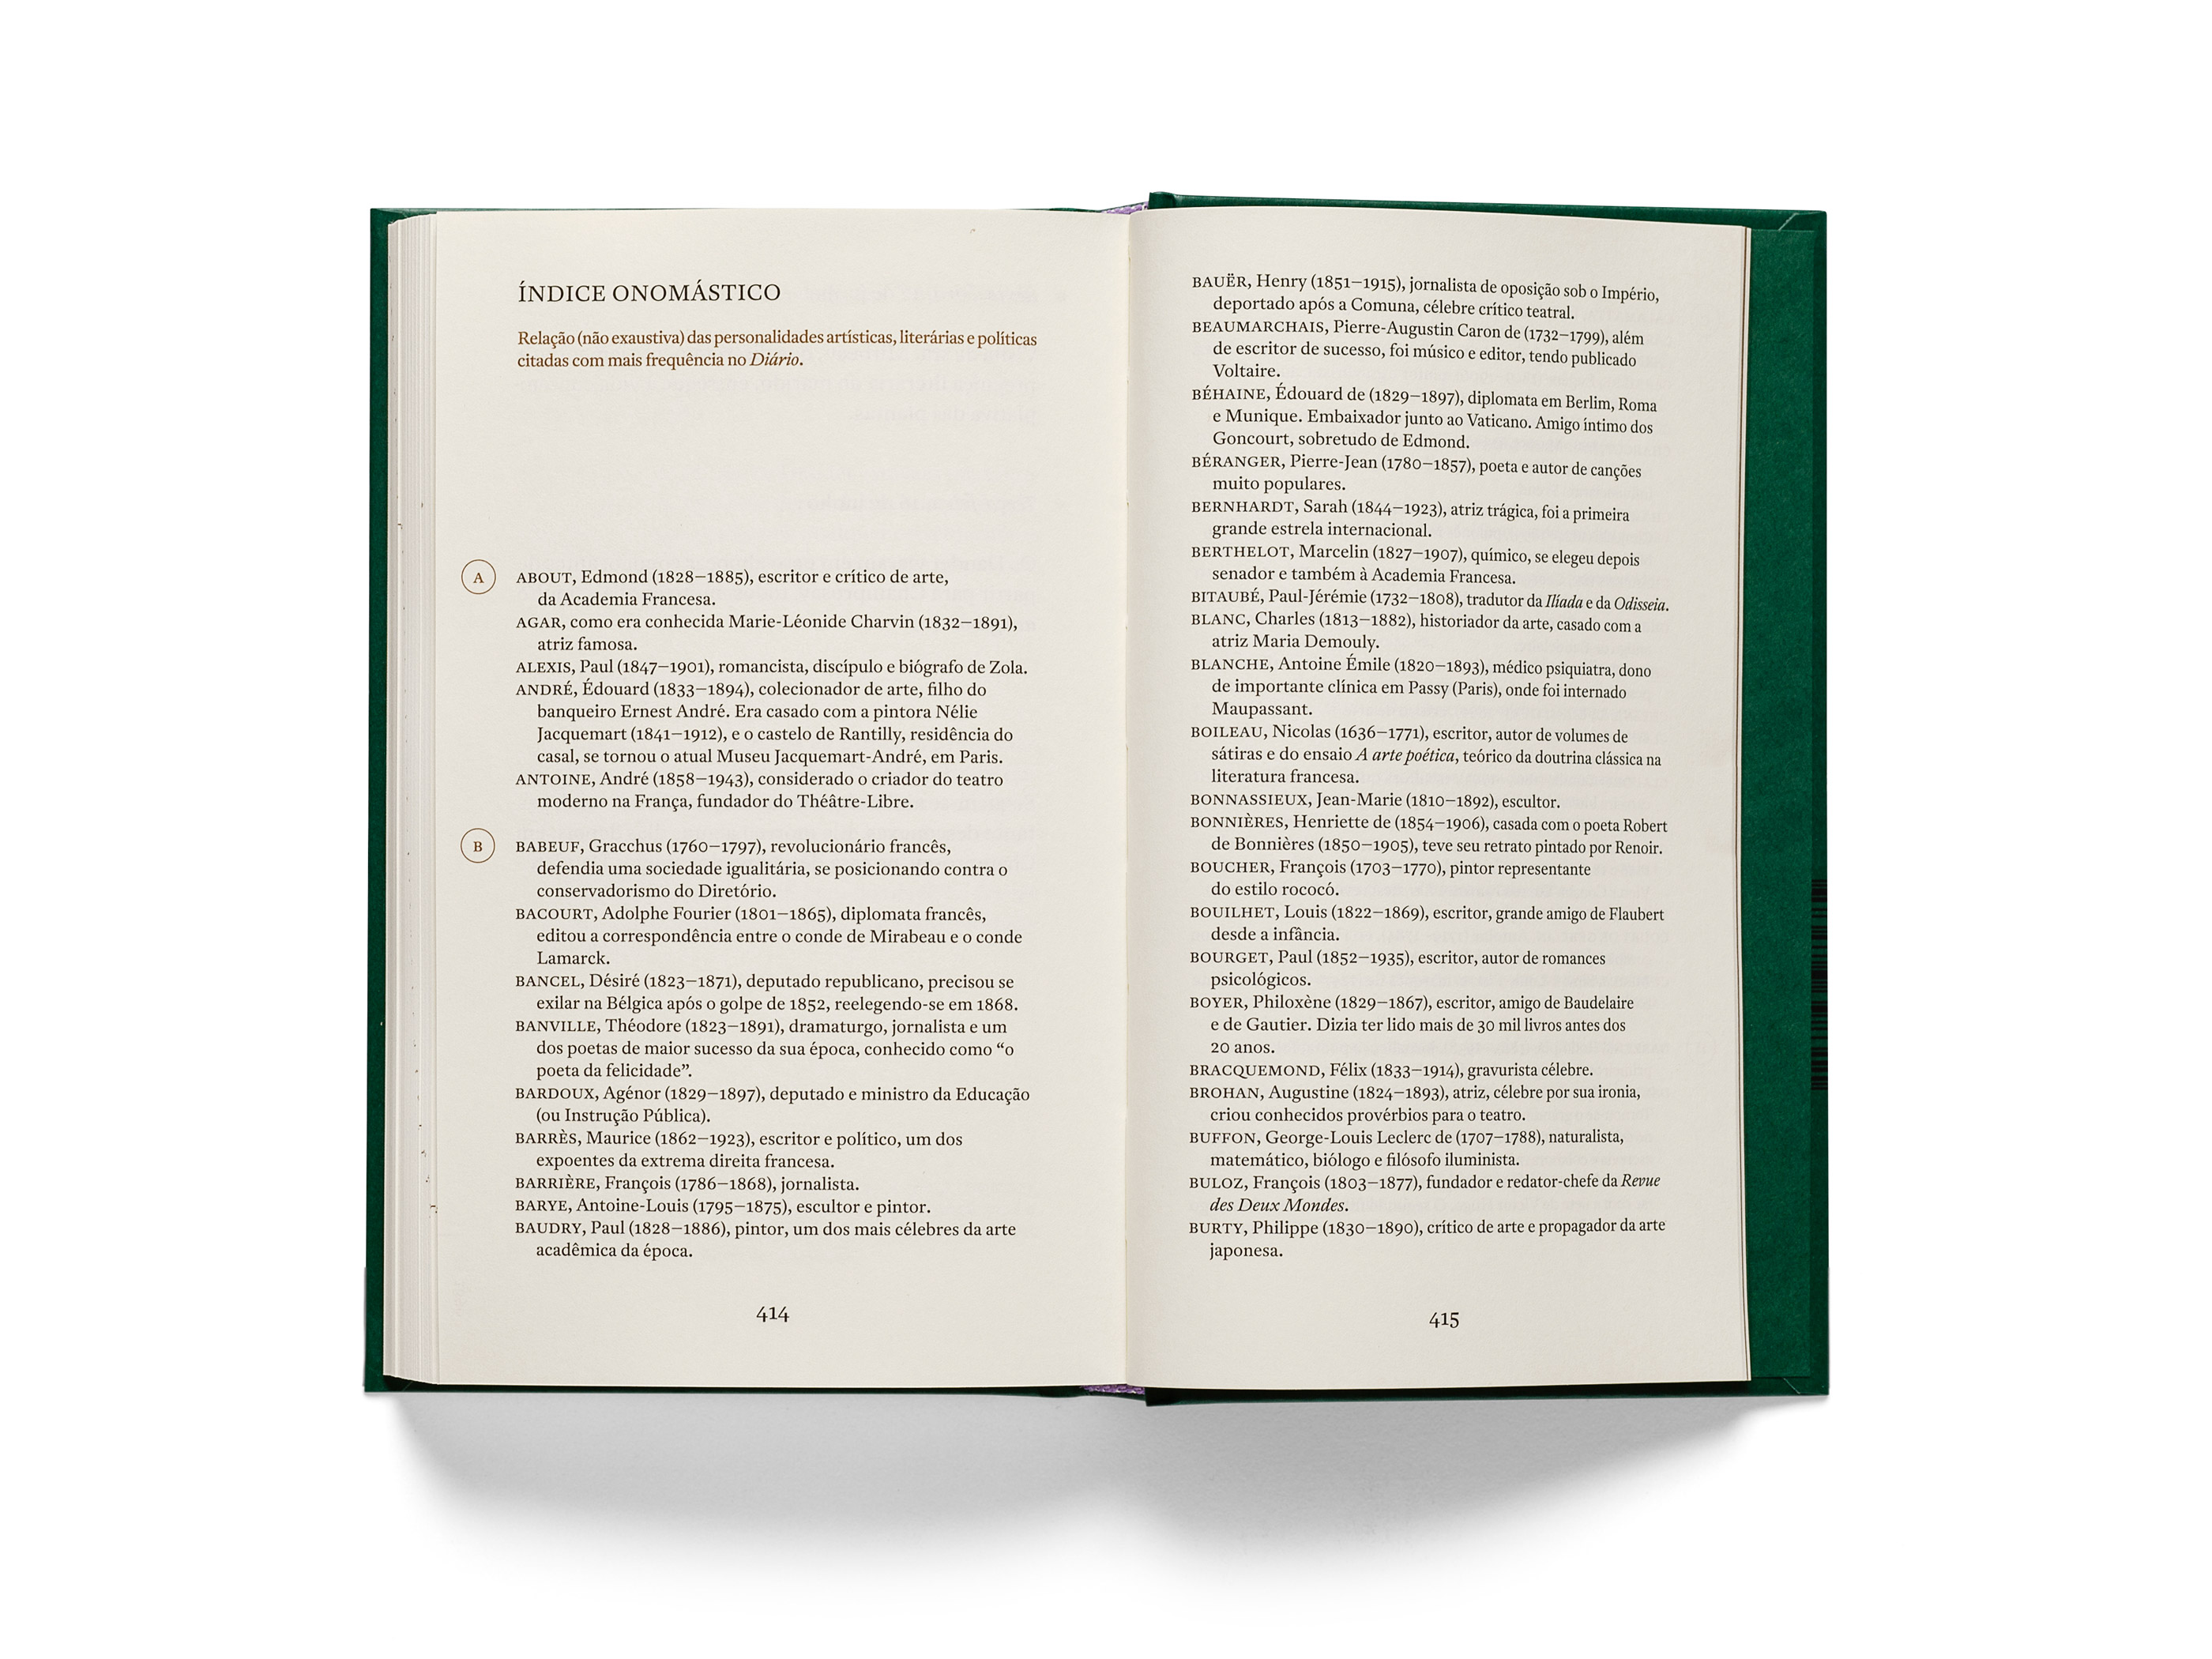 ÍNDICE ONOMÁSTICO
Relação (não exaustiva) das personalidades artísticas, literárias e políticas
citadas com mais frequência no Diário.
A
ABOUT, Edmond (1828–1885), escritor e crítico de arte,
da Academia Francesa.
AGAR, como era conhecida Marie-Léonide Charvin (1832–1891),
atriz famosa.
ALEXIS, Paul (1847–1901), romancista, discípulo e biógrafo de Zola.
ANDRÉ, Édouard (1833–1894), colecionador de arte, filho do
banqueiro Ernest André. Era casado com a pintora Nélie
Jacquemart (1841–1912), e o castelo de Rantilly, residência do
casal, se tornou o atual Museu Jacquemart-André, em Paris.
ANTOINE, André (1858–1943), considerado o criador do teatro
moderno na França, fundador do Théâtre-Libre.
B
BABEUF, Gracchus (1760–1797), revolucionário francês,
defendia uma sociedade igualitária, se posicionando contra o
conservadorismo do Diretório.
BACOURT, Adolphe Fourier (1801–1865), diplomata francês,
editou a correspondência entre o conde de Mirabeau e o conde
Lamarck.
BANCEL, Désiré (1823–1871), deputado republicano, precisou se
exilar na Bélgica após o golpe de 1852, reelegendo-se em 1868.
BANVILLE, Théodore (1823–1891), dramaturgo, jornalista e um
dos poetas de maior sucesso da sua época, conhecido como “o
poeta da felicidade”.
BARDOUX, Agénor (1829–1897), deputado e ministro da Educação
(ou Instrução Pública).
BARRÈS, Maurice (1862–1923), escritor e político, um dos
expoentes da extrema direita francesa.
BARRIÈRE, François (1786–1868), jornalista.
BARYE, Antoine-Louis (1795–1875), escultor e pintor.
BAUDRY, Paul (1828–1886), pintor, um dos mais célebres da arte
acadêmica da época.
414
BAUËR, Henry (1851–1915), jornalista de oposição sob o Império,
deportado após a Comuna, célebre crítico teatral.
BEAUMARCHAIS, Pierre-Augustin Caron de (1732–1799), além
de escritor de sucesso, foi músico e editor, tendo publicado
Voltaire.
BÉHAINE, Édouard de (1829–1897), diplomata em Berlim, Roma
e Munique. Embaixador junto ao Vaticano. Amigo íntimo dos
Goncourt, sobretudo de Edmond.
BÉRANGER, Pierre-Jean (1780–1857), poeta e autor de canções
muito populares.
BERNHARDT, Sarah (1844–1923), atriz trágica, foi a primeira
grande estrela internacional.
BERTHELOT, Marcelin (1827–1907), químico, se elegeu depois
senador e também à Academia Francesa.
BITAUBÉ, Paul-Jérémie (1732–1808), tradutor da Ilíada e da Odisseia.
BLANC, Charles (1813–1882), historiador da arte, casado com a
atriz Maria Demouly.
BLANCHE, Antoine Émile (1820–1893), médico psiquiatra, dono
de importante clínica em Passy (Paris), onde foi internado
Maupassant.
BOILEAU, Nicolas (1636–1771), escritor, autor de volumes de
sátiras e do ensaio A arte poética, teórico da doutrina clássica na
literatura francesa.
BONNASSIEUX, Jean-Marie (1810–1892), escultor.
BONNIÈRES, Henriette de (1854–1906), casada com o poeta Robert
de Bonnières (1850–1905), teve seu retrato pintado por Renoir.
BOUCHER, François (1703–1770), pintor representante
do estilo rococó.
BOUILHET, Louis (1822–1869), escritor, grande amigo de Flaubert
desde a infância.
BOURGET, Paul (1852–1935), escritor, autor de romances
psicológicos.
BOYER, Philoxène (1829–1867), escritor, amigo de Baudelaire
e de Gautier. Dizia ter lido mais de 30 mil livros antes dos
20 anos.
BRACQUEMOND, Félix (1833–1914), gravurista célebre.
BROHAN, Augustine (1824–1893), atriz, célebre por sua ironia,
criou conhecidos provérbios para o teatro.
BUFFON, George-Louis Leclerc de (1707–1788), naturalista,
matemático, biólogo e filósofo iluminista.
BULOZ, François (1803–1877), fundador e redator-chefe da Revue
des Deux Mondes.
BURTY, Philippe (1830–1890), crítico de arte e propagador da arte
japonesa.
415